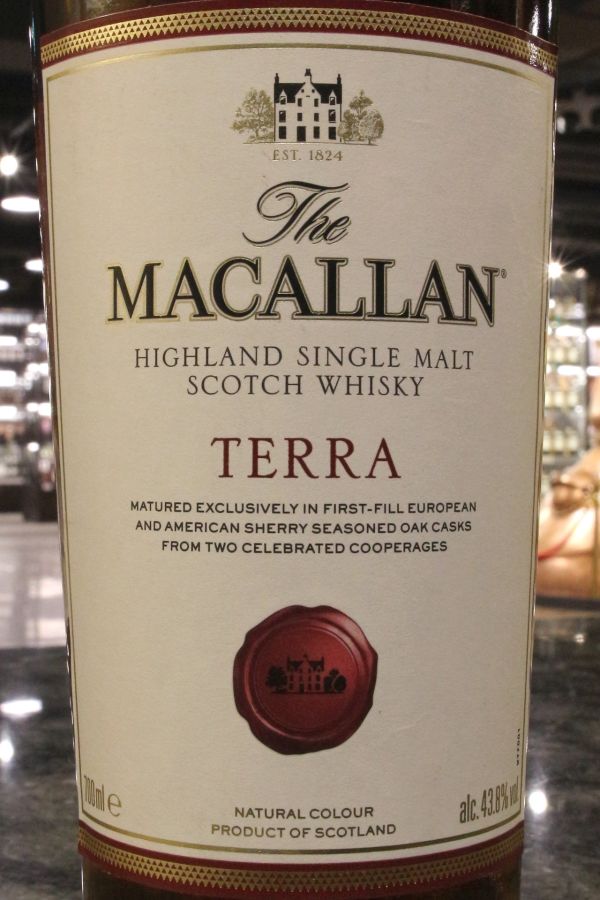 EST. 1824
The
MACALLAN
HIGHLAND SINGLE MALT
SCOTCH WHISKY
TERRA
MATURED EXCLUSIVELY IN FIRST-FILL EUROPEAN
AND AMERICAN SHERRY SEASONED OAK CASKS
FROM TWO CELEBRATED COOPERAGES
700ml e
alc. 43.8% vol
NATURAL COLOUR
PRODUCT OF SCOTLAND